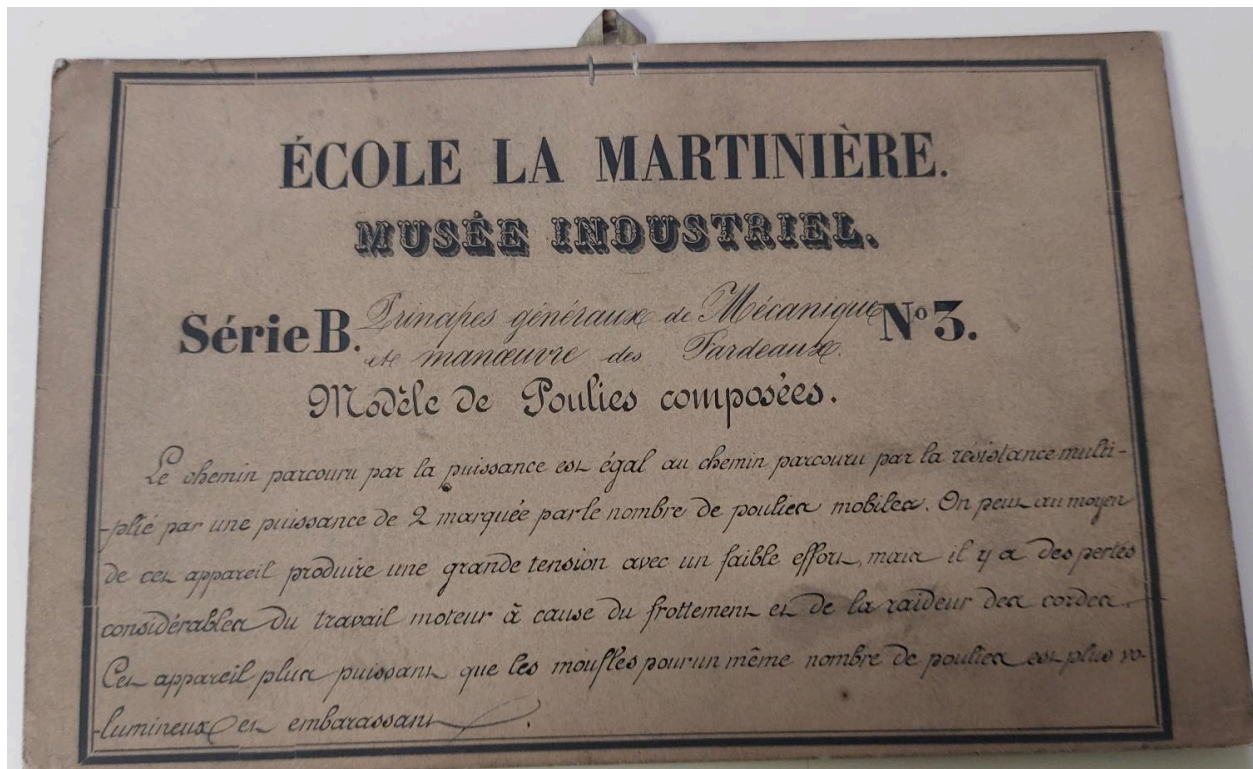 ÉCOLE LA MARTINIÈRE.
MUSÉE INDUSTRIEL.
Série B. Principes généraux de Mécanique N° 3.
et manœuvre des Fardeaux.
Modèle de Poulies composées.
Le chemin parcouru par la puissance est égal au chemin parcouru par la résistance multi-
-plié par une puissance de 2 marquée par le nombre de poulies mobiles. On peut au moyen
de cet appareil produire une grande tension avec un faible effort, mais il y a des pertes
considérables du travail moteur à cause du frottement et de la raideur des cordes.
Cet appareil plus puissant que les moufles pour un même nombre de poulies est plus vo-
-lumineux et embarassant.